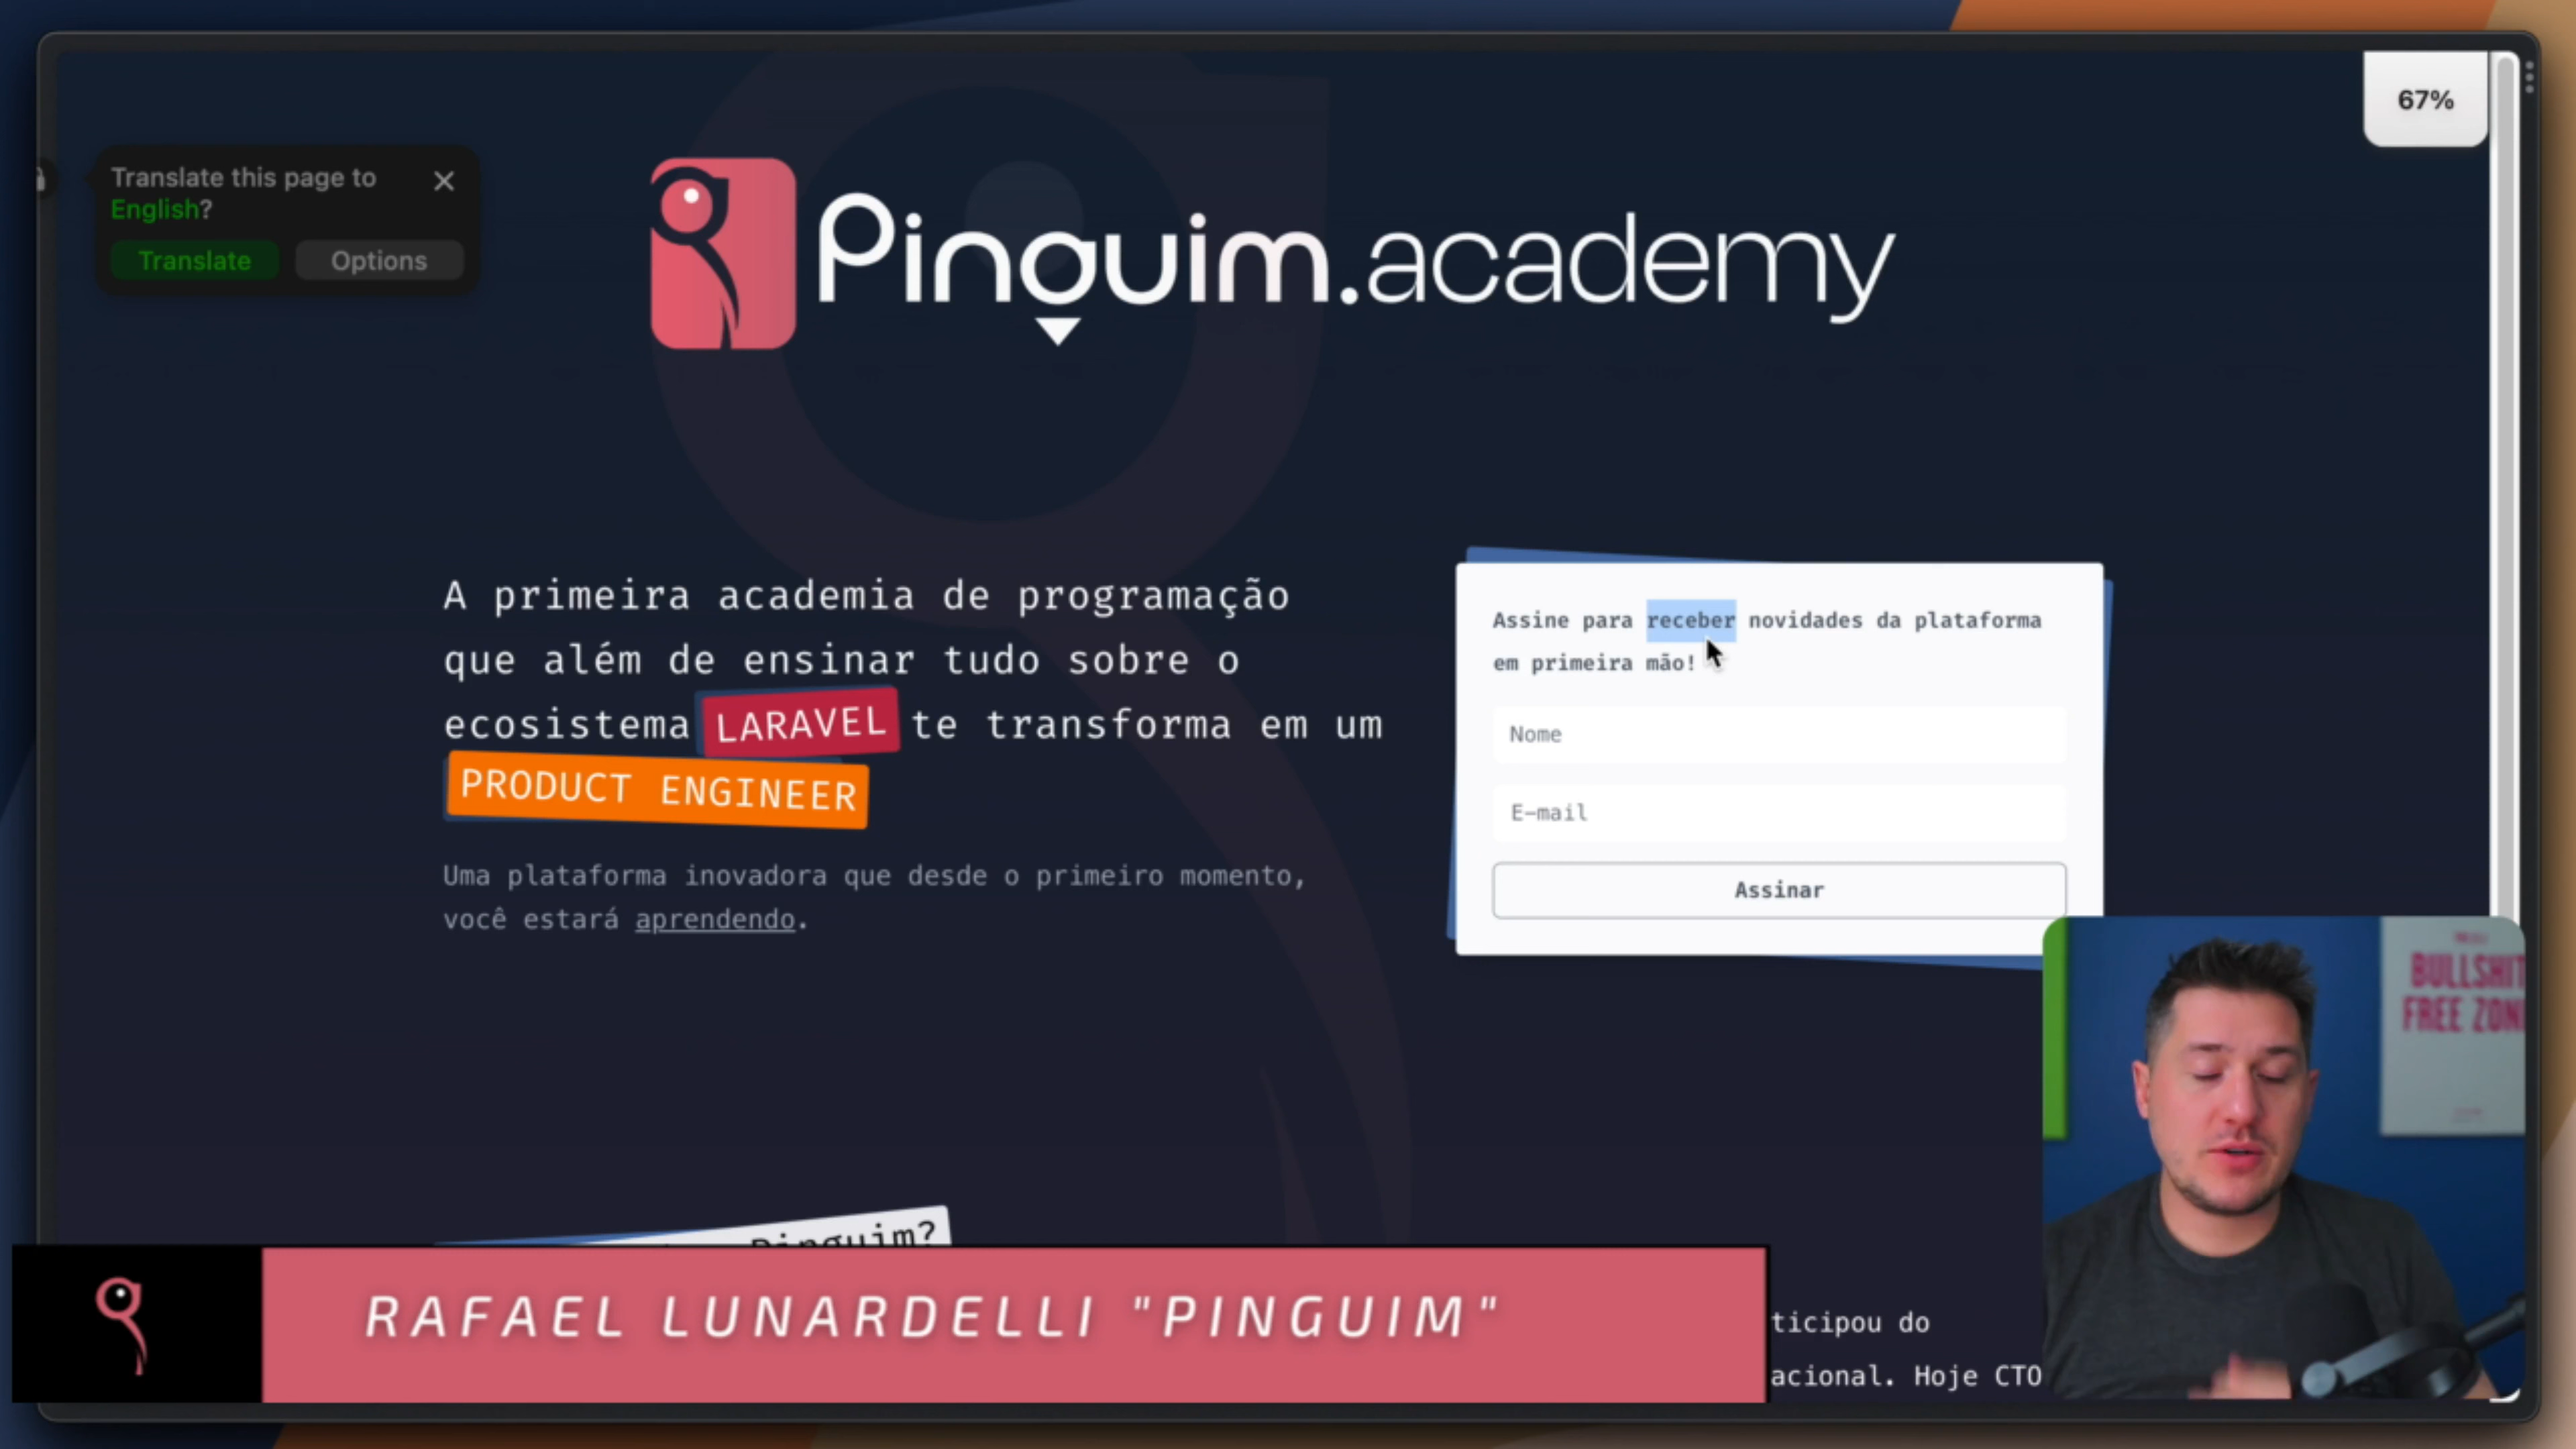 67%
Translate this page to
English?
Translate
Options
Pinguim.academy
A primeira academia de programação
que além de ensinar tudo sobre o
ecosistema LARAVEL te transforma em um
PRODUCT ENGINEER
Uma plataforma inovadora que desde o primeiro momento,
você estará aprendendo.
Assine para receber novidades da plataforma
em primeira mão!
Nome
E-mail
Assinar
BULLSHIT
FREE ZON
Pinguim?
RAFAEL LUNARDELLI "PINGUIM"
ticipou do
acional. Hoje CTO